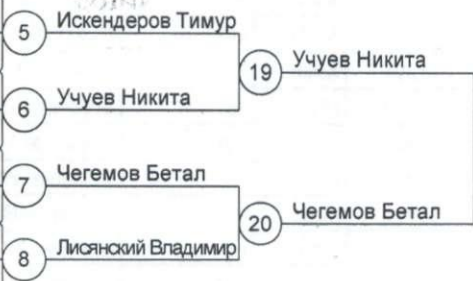 5 Искендеров Тимур
19 Учуев Никита
6 Учуев Никита
7 Чегемов Бетал
20 Чегемов Бетал
8 Лисянский Владимир